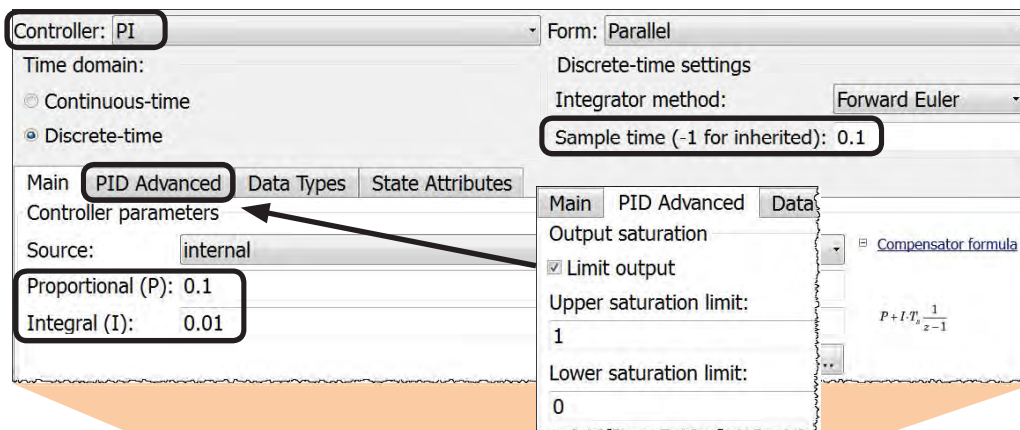 Controller: PI
Form: Parallel
Time domain:
Continuous-time
Discrete-time
Discrete-time settings
Integrator method: Forward Euler
Sample time (-1 for inherited): 0.1
Main PID Advanced Data Types State Attributes
Controller parameters
Source: internal
Proportional (P): 0.1
Integral (I): 0.01
Main PID Advanced Data
Output saturation
Limit output
Upper saturation limit:
1
Lower saturation limit:
0
Compensator formula
P+I·Ts 1/(z−1)
..